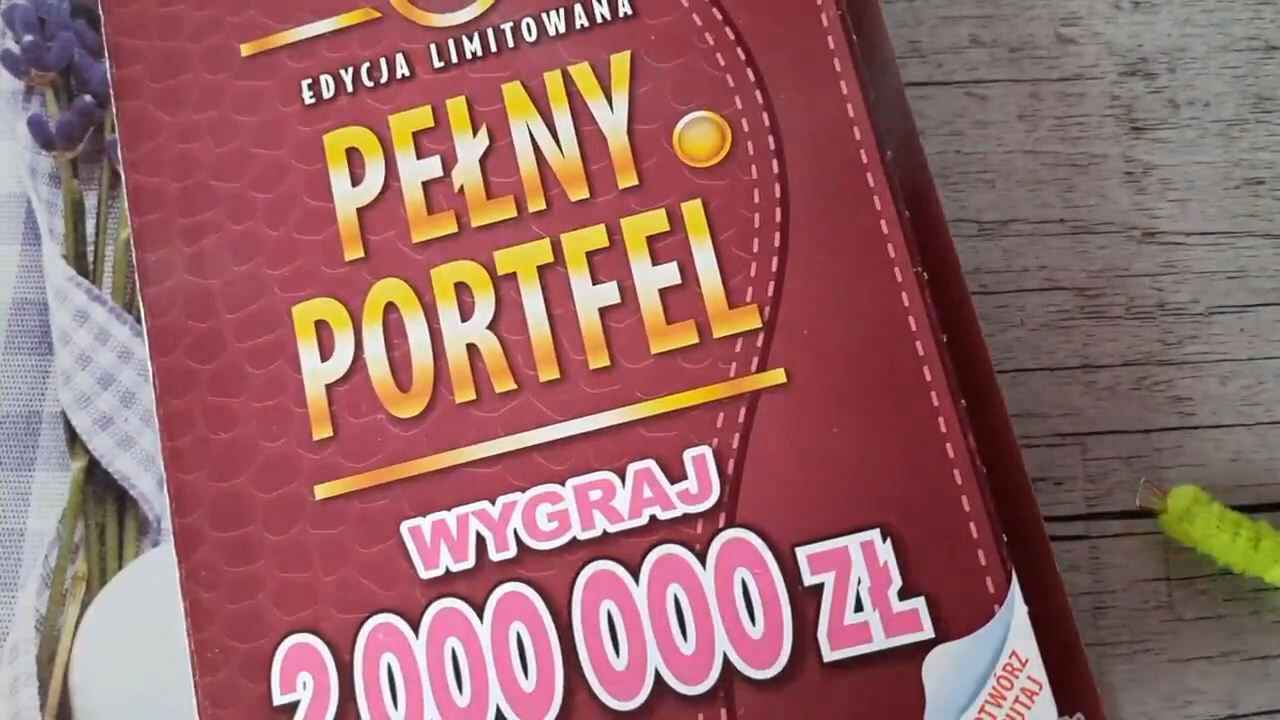 EDYCJA LIMITOWANA
PEŁNY
PORTFEL
WYGRAJ
2 000 000 ZŁ